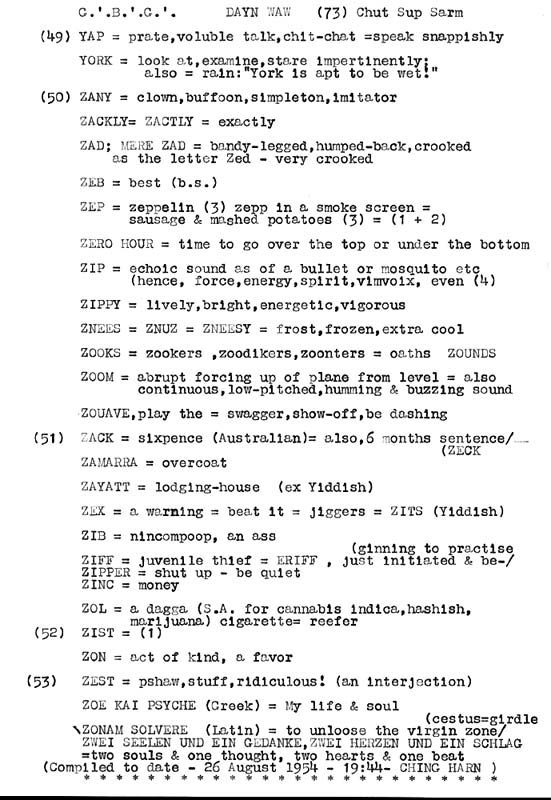 G.'.B.'.G.'. DAYN WAW (73) Chut Sup Sarm
(49) YAP = prate,voluble talk,chit-chat =speak snappishly
YORK = look at,examine,stare impertinently;
also = rain:"York is apt to be wet!"
(50) ZANY = clown,buffoon,simpleton,imitator
ZACKLY= ZACTLY = exactly
ZAD; MERE ZAD = bandy-legged,humped-back,crooked
as the letter Zed - very crooked
ZEB = best (b.s.)
ZEP = zeppelin (3) zepp in a smoke screen =
sausage & mashed potatoes (3) = (1 + 2)
ZERO HOUR = time to go over the top or under the bottom
ZIP = echoic sound as of a bullet or mosquito etc
(hence, force,energy,spirit,vimvoix, even (4)
ZIPPY = lively,bright,energetic,vigorous
ZNEES = ZNUZ = ZNEESY = frost,frozen,extra cool
ZOOKS = zookers ,zoodikers,zoonters = oaths ZOUNDS
ZOOM = abrupt forcing up of plane from level = also
continuous,low-pitched,humming & buzzing sound
ZOUAVE,play the = swagger,show-off,be dashing
(51) ZACK = sixpence (Australian)= also,6 months sentence/
(ZECK
ZAMARRA = overcoat
ZAYATT = lodging-house (ex Yiddish)
ZEX = a warning = beat it = jiggers = ZITS (Yiddish)
ZIB = nincompoop, an ass
(ginning to practise
ZIFF = juvenile thief = ERIFF , just initiated & be-/
ZIPPER = shut up - be quiet
ZINC = money
ZOL = a dagga (S.A. for cannabis indica,hashish,
marijuana) cigarette= reefer
(52) ZIST = (1)
ZON = act of kind, a favor
(53) ZEST = pshaw,stuff,ridiculous! (an interjection)
ZOE KAI PSYCHE (Greek) = My life & soul
(cestus=girdle
\ZONAM SOLVERE (Latin) = to unloose the virgin zone/
ZWEI SEELEN UND EIN GEDANKE,ZWEI HERZEN UND EIN SCHLAG
=two souls & one thought, two hearts & one beat
(Compiled to date - 26 August 1954 - 19:44- CHING HARN )
* * * * * * * * * * * * * * * * * * * * * * * * *